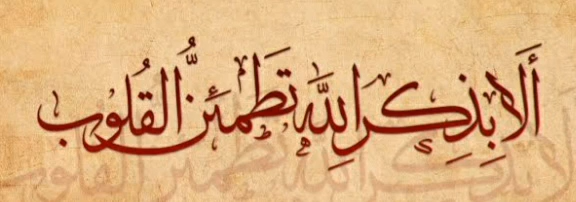 أَلَا بِذِكْرِ اللَّهِ تَطْمَئِنُّ الْقُلُوبُ